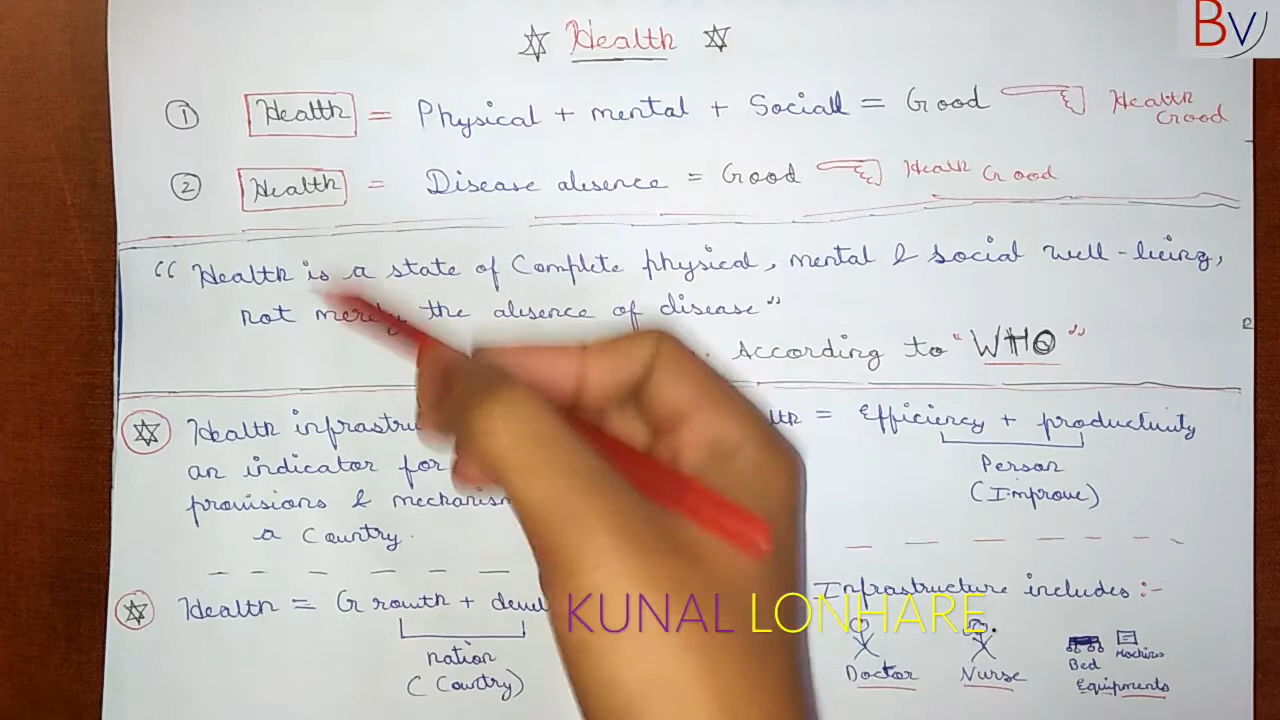 BV
Health
1 Health = Physical + mental + Social = Good Health Good
2 Health = Disease absence = Good Health Good
“Health is a state of Complete physical, mental & social well-being,
not merely the absence of disease”
According to “WHO”
Health infrastru
an indicator for
provisions & mechanism
a Country.
= Efficiency + productivity
Person
(Improve)
Health = Growth + devel
nation
(Country)
Infrastructure includes :-
Doctor Nurse Bed Machines
Equipments
KUNAL LONHARE